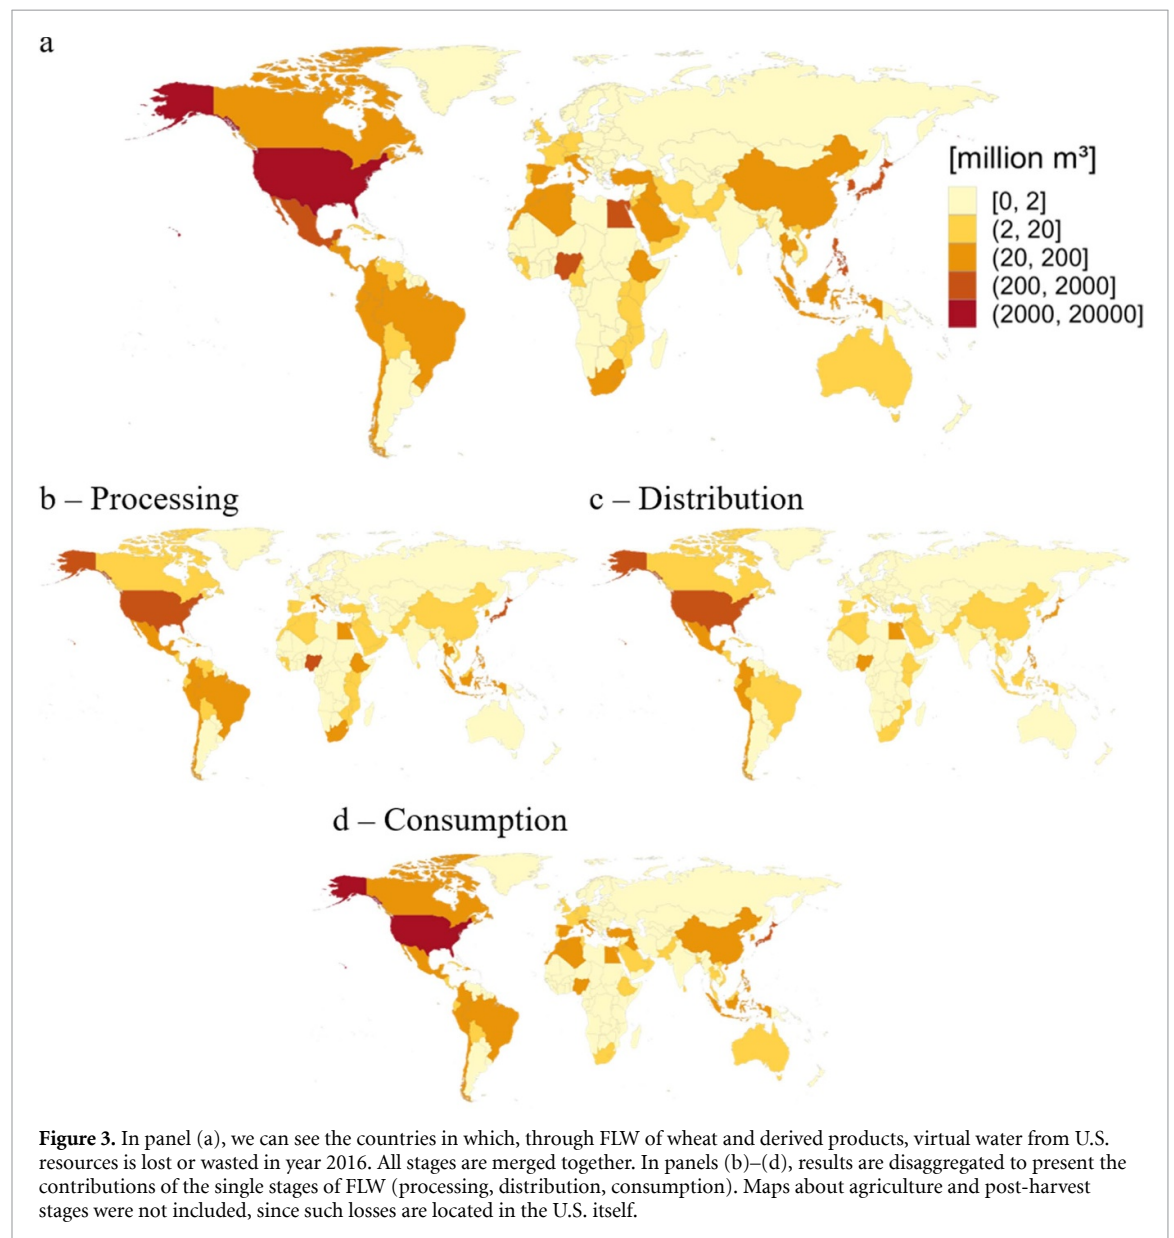 a
[million m³]
[0, 2]
(2, 20]
(20, 200]
(200, 2000]
(2000, 20000]
b – Processing
c – Distribution
d – Consumption
Figure 3. In panel (a), we can see the countries in which, through FLW of wheat and derived products, virtual water from U.S.
resources is lost or wasted in year 2016. All stages are merged together. In panels (b)–(d), results are disaggregated to present the
contributions of the single stages of FLW (processing, distribution, consumption). Maps about agriculture and post-harvest
stages were not included, since such losses are located in the U.S. itself.